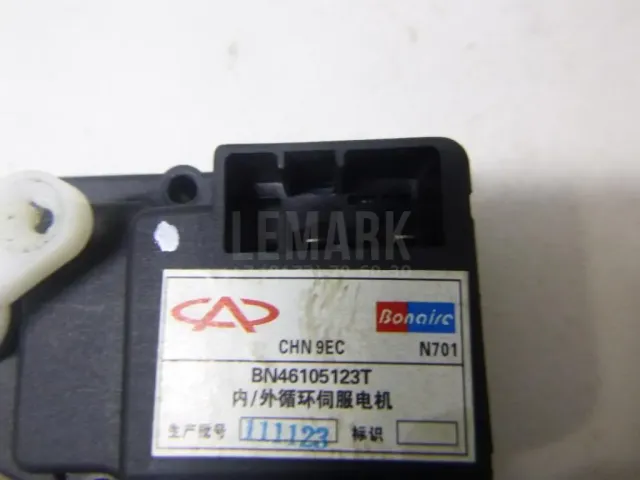 LEMARK
Bonaire
CHN 9EC N701
BN46105123T
内/外循环伺服电机
生产批号 111123 标识